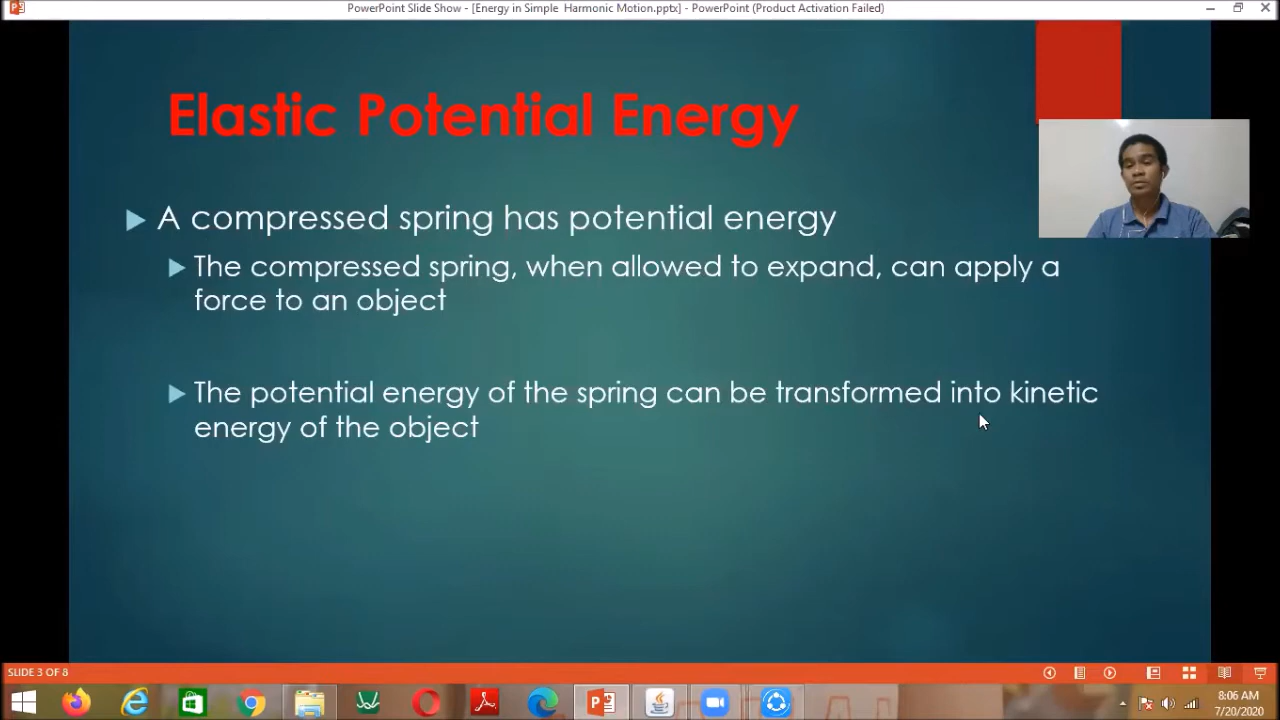 PowerPoint Slide Show - [Energy in Simple  Harmonic Motion.pptx] - PowerPoint (Product Activation Failed)
Elastic Potential Energy
A compressed spring has potential energy
The compressed spring, when allowed to expand, can apply a
force to an object
The potential energy of the spring can be transformed into kinetic
energy of the object
SLIDE 3 OF 8
8:06 AM
7/20/2020